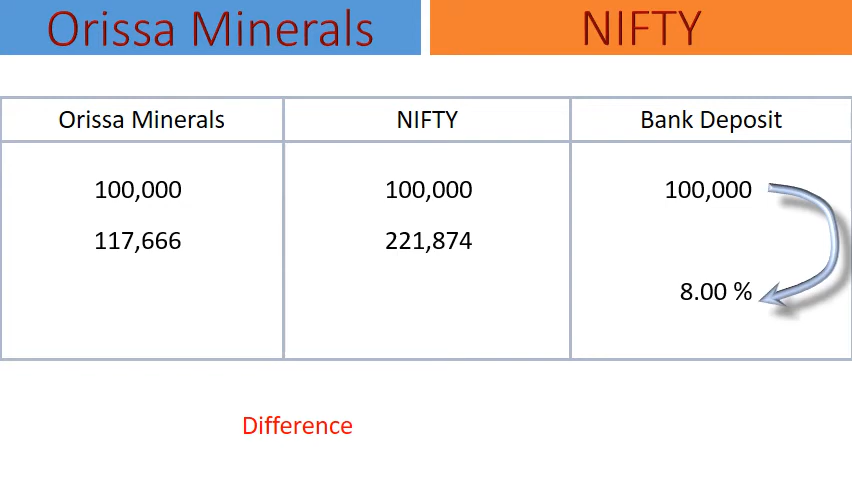 Orissa Minerals
NIFTY
Orissa Minerals
NIFTY
Bank Deposit
100,000
100,000
100,000
117,666
221,874
8.00 %
Difference